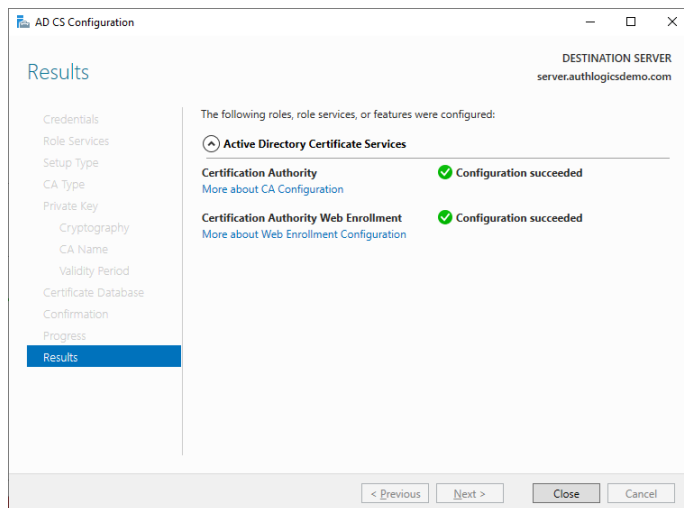 AD CS Configuration
Results
DESTINATION SERVER
server.authlogicsdemo.com
Credentials
Role Services
Setup Type
CA Type
Private Key
Cryptography
CA Name
Validity Period
Certificate Database
Confirmation
Progress
Results
The following roles, role services, or features were configured:
Active Directory Certificate Services
Certification Authority Configuration succeeded
More about CA Configuration
Certification Authority Web Enrollment Configuration succeeded
More about Web Enrollment Configuration
< Previous Next > Close Cancel